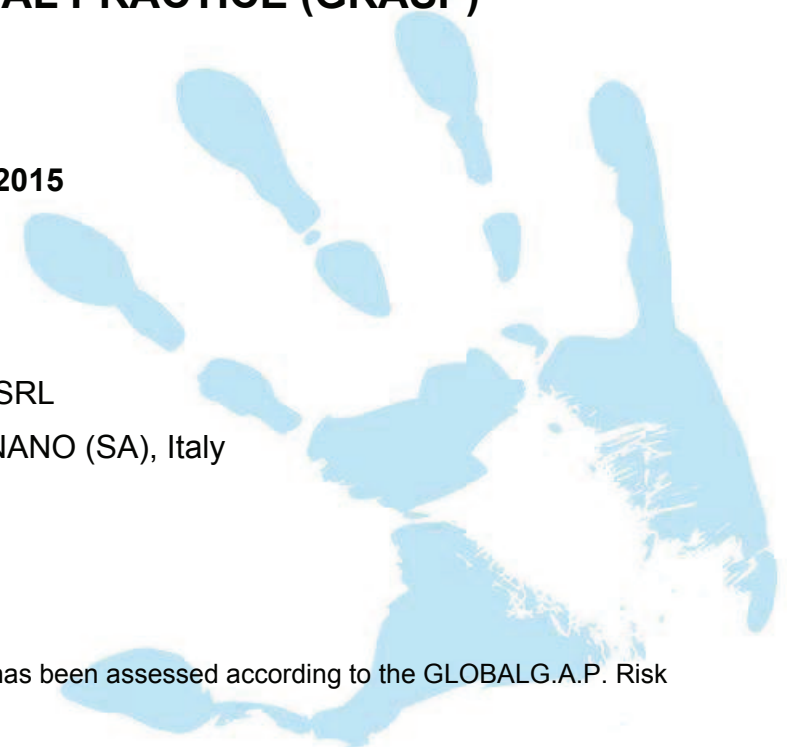 AL PRACTICE (GRASP)
2015
SRL
NANO (SA), Italy
has been assessed according to the GLOBALG.A.P. Risk